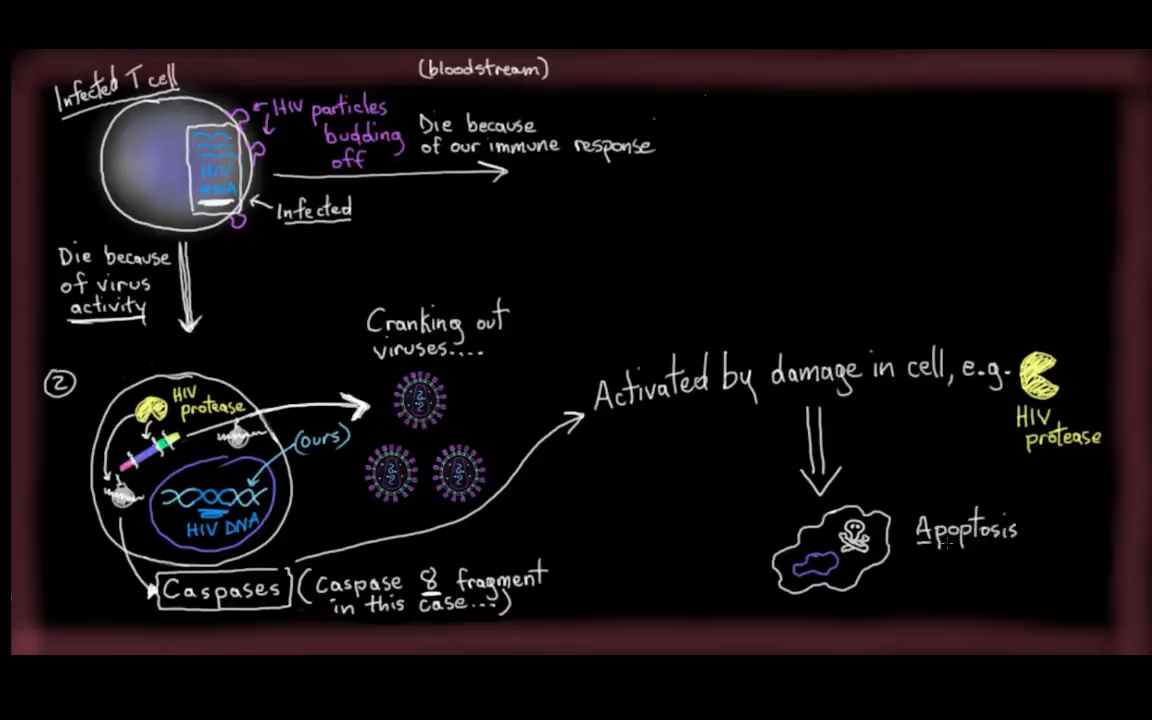 Infected T cell
(bloodstream)
HIV particles
budding
off
Die because
of our immune response
HIV
RNA
Infected
Die because
of virus
activity
Cranking out
viruses....
2
HIV
protease
(ours)
HIV DNA
Activated by damage in cell, e.g.
HIV
protease
Apoptosis
Caspases
(Caspase 8 fragment
in this case...)